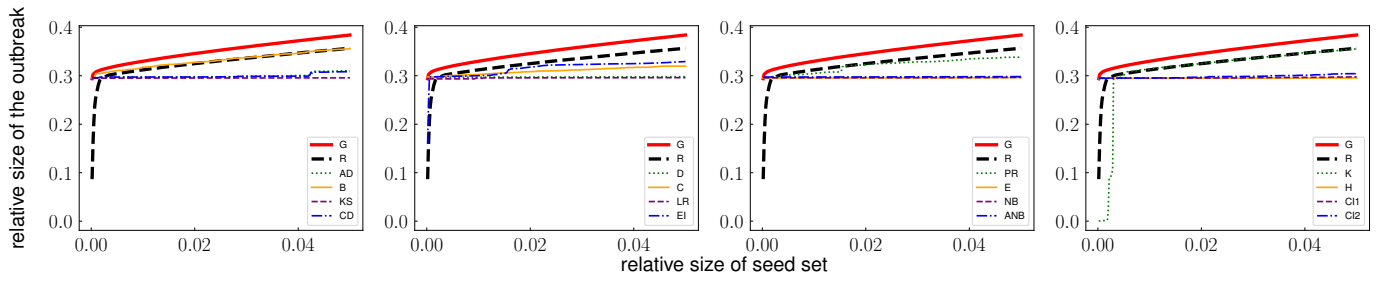 relative size of the outbreak
0.4
0.3
0.2
0.1
0.0
0.00
0.02
0.04
G
R
AD
B
KS
CD
0.4
0.3
0.2
0.1
0.0
0.00
0.02
0.04
G
R
D
C
LR
EI
0.4
0.3
0.2
0.1
0.0
0.00
0.02
0.04
G
R
PR
E
NB
ANB
0.4
0.3
0.2
0.1
0.0
0.00
0.02
0.04
G
R
K
H
CI1
CI2
relative size of seed set